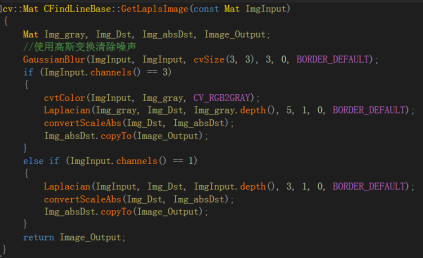 cv::Mat CFindLineBase::GetLaplsImage(const Mat ImgInput)
{
Mat Img_gray, Img_Dst, Img_absDst, Image_Output;
//使用高斯变换清除噪声
GaussianBlur(ImgInput, ImgInput, cvSize(3, 3), 3, 0, BORDER_DEFAULT);
if (ImgInput.channels() == 3)
{
cvtColor(ImgInput, Img_gray, CV_RGB2GRAY);
Laplacian(Img_gray, Img_Dst, Img_gray.depth(), 5, 1, 0, BORDER_DEFAULT);
convertScaleAbs(Img_Dst, Img_absDst);
Img_absDst.copyTo(Image_Output);
}
else if (ImgInput.channels() == 1)
{
Laplacian(ImgInput, Img_Dst, ImgInput.depth(), 3, 1, 0, BORDER_DEFAULT);
convertScaleAbs(Img_Dst, Img_absDst);
Img_absDst.copyTo(Image_Output);
}
return Image_Output;
}